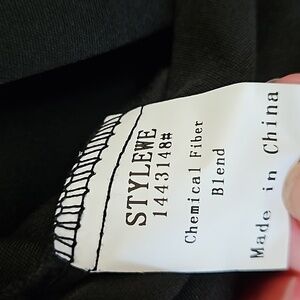 STYLEWE
1443148#
Chemical Fiber
Blend
Made in China